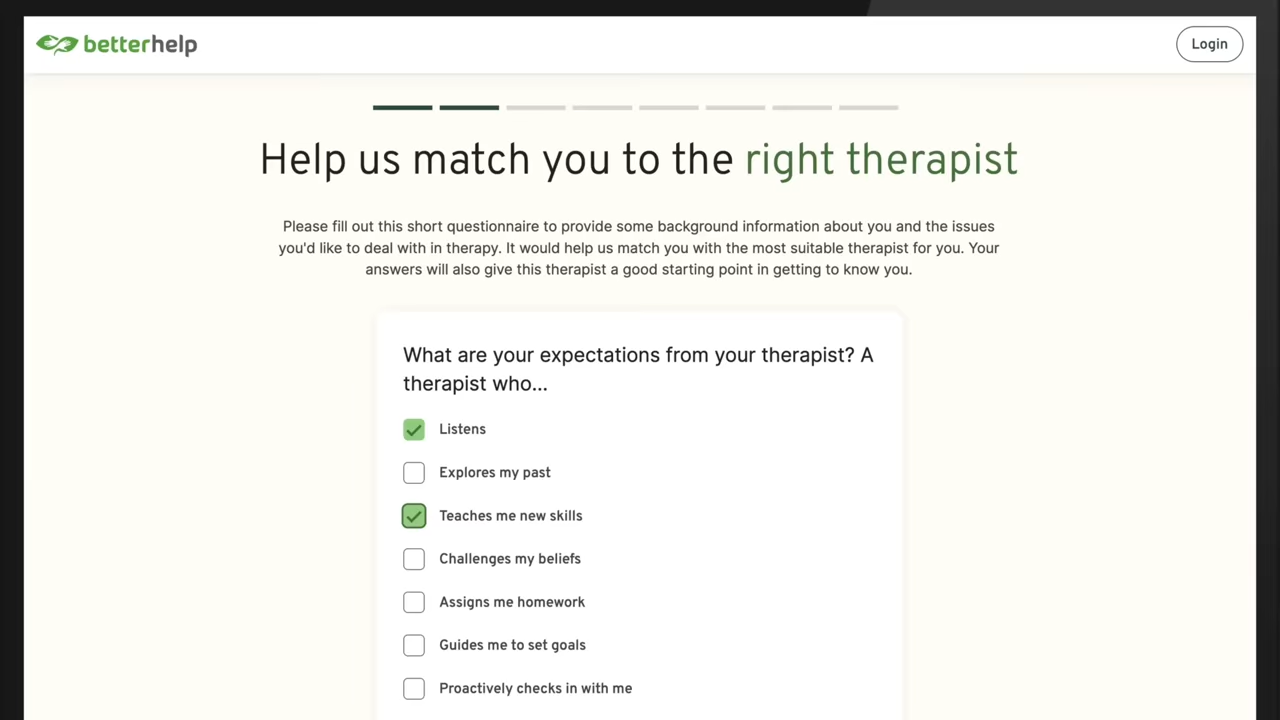 betterhelp
Login
Help us match you to the right therapist
Please fill out this short questionnaire to provide some background information about you and the issues
you'd like to deal with in therapy. It would help us match you with the most suitable therapist for you. Your
answers will also give this therapist a good starting point in getting to know you.
What are your expectations from your therapist? A
therapist who...
Listens
Explores my past
Teaches me new skills
Challenges my beliefs
Assigns me homework
Guides me to set goals
Proactively checks in with me